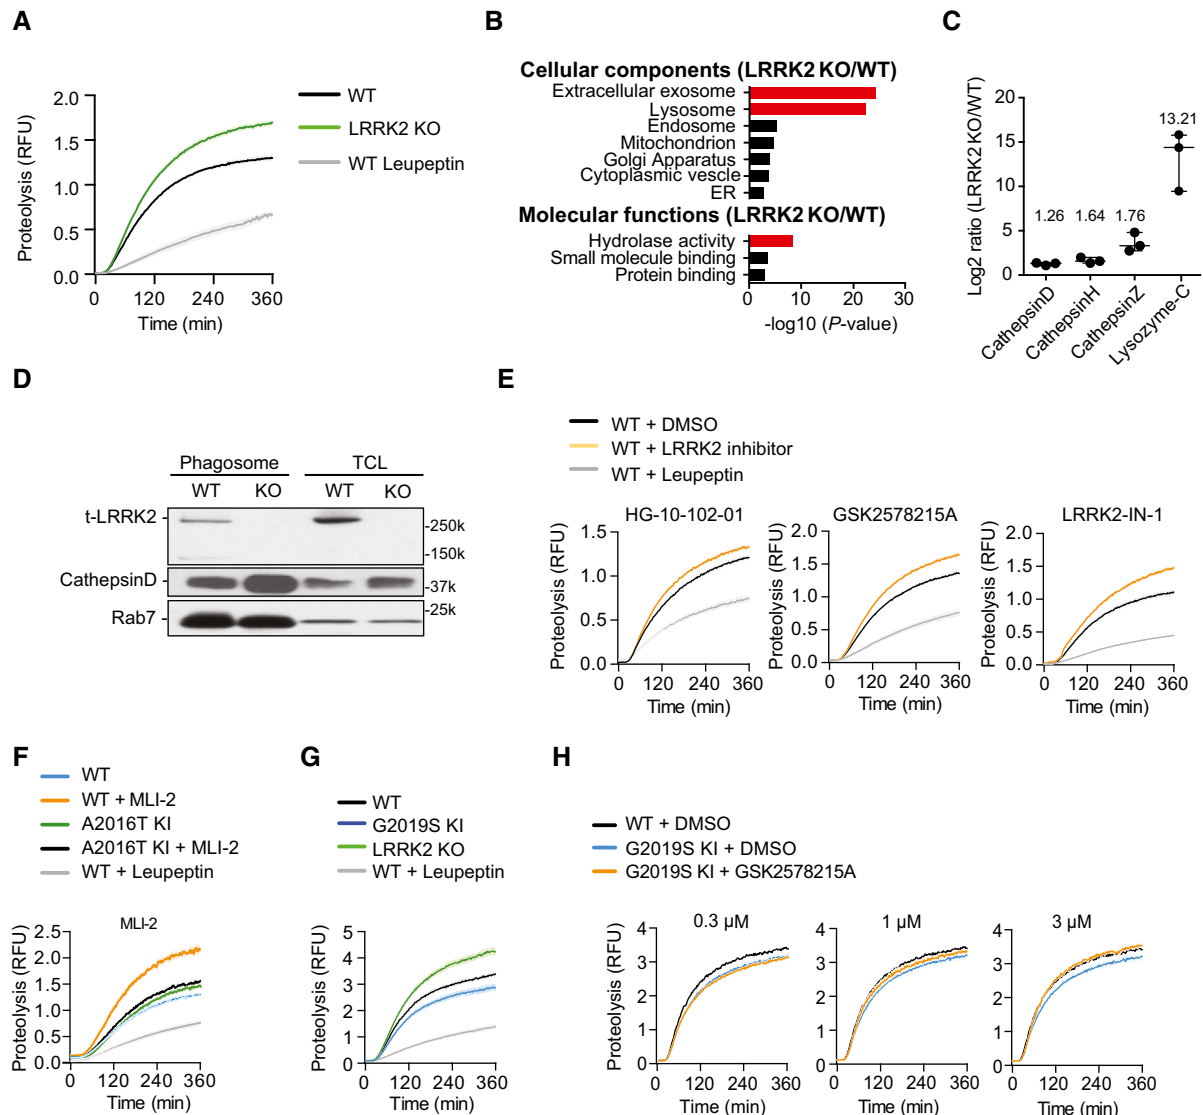 A
2.0
1.5
1.0
0.5
0.0
0 120 240 360
Proteolysis (RFU)
Time (min)
WT
LRRK2 KO
WT Leupeptin
B
Cellular components (LRRK2 KO/WT)
Extracellular exosome
Lysosome
Endosome
Mitochondrion
Golgi Apparatus
Cytoplasmic vescle
ER
Molecular functions (LRRK2 KO/WT)
Hydrolase activity
Small molecule binding
Protein binding
0 10 20 30
-log10 (P-value)
C
Log2 ratio (LRRK2 KO/WT)
20
15
10
5
0
1.26 1.64 1.76 13.21
CathepsinD
CathepsinH
CathepsinZ
Lysozyme-C
D
Phagosome TCL
WT KO WT KO
t-LRRK2
CathepsinD
Rab7
-250k
-150k
-37k
25k
E
WT + DMSO
WT + LRRK2 inhibitor
WT + Leupeptin
HG-10-102-01
Proteolysis (RFU)
1.5
1.0
0.5
0.0
0 120 240 360
Time (min)
GSK2578215A
Proteolysis (RFU)
2.0
1.5
1.0
0.5
0.0
0 120 240 360
Time (min)
LRRK2-IN-1
Proteolysis (RFU)
2.0
1.5
1.0
0.5
0.0
0 120 240 360
Time (min)
F
WT
WT + MLI-2
A2016T KI
A2016T KI + MLI-2
WT + Leupeptin
MLI-2
Proteolysis (RFU)
2.5
2.0
1.5
1.0
0.5
0.0
0 120 240 360
Time (min)
G
WT
G2019S KI
LRRK2 KO
WT + Leupeptin
Proteolysis (RFU)
5
4
3
2
1
0
0 120 240 360
Time (min)
H
WT + DMSO
G2019S KI + DMSO
G2019S KI + GSK2578215A
0.3 µM
Proteolysis (RFU)
4
3
2
1
0
0 120 240 360
Time (min)
1 µM
4
3
2
1
0
0 120 240 360
Time (min)
3 µM
4
3
2
1
0
0 120 240 360
Time (min)